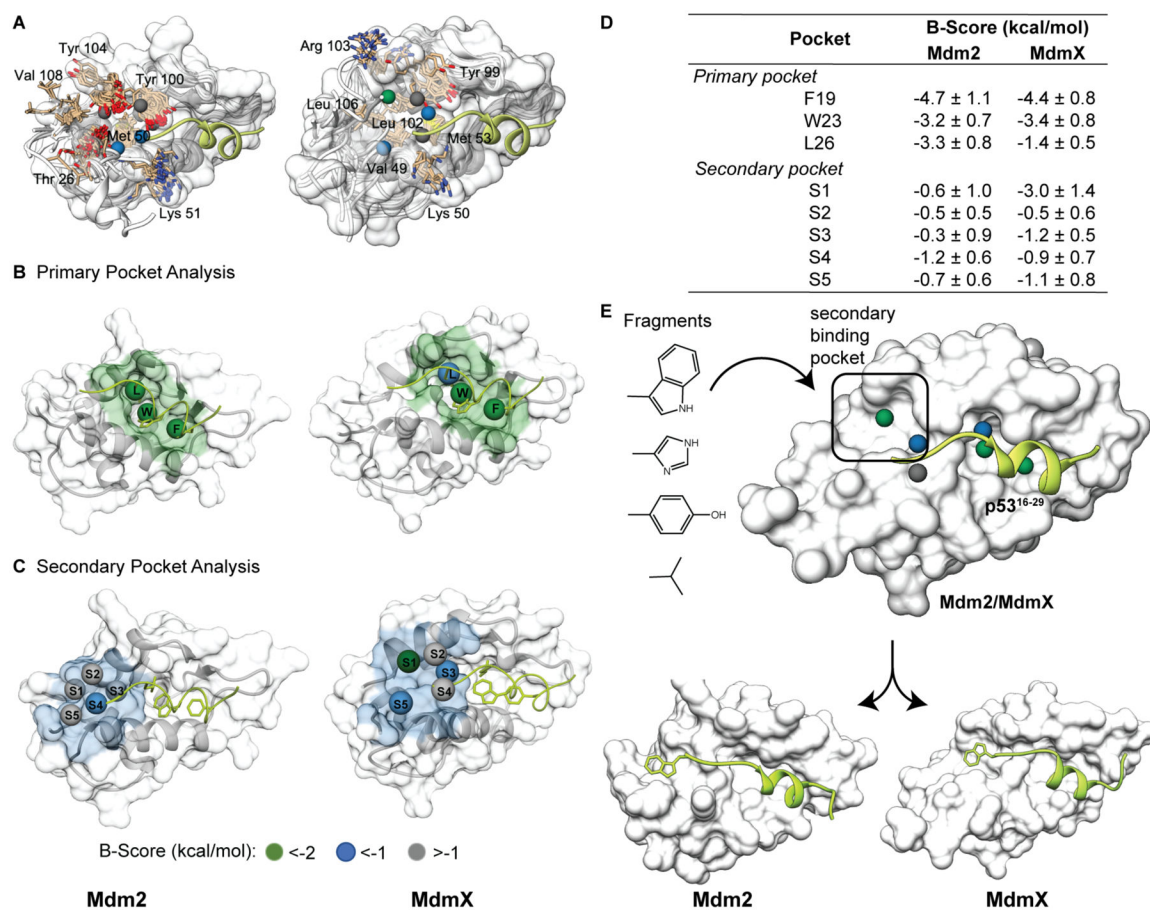 A
Tyr 104
Val 108
Tyr 100
Met 50
Thr 26
Lys 51
Arg 103
Tyr 99
Leu 106
Leu 102
Met 53
Val 49
Lys 50
B Primary Pocket Analysis
L
W
F
L
W
F
C Secondary Pocket Analysis
S2
S1
S3
S4
S5
S2
S1
S3
S4
S5
B-Score (kcal/mol): <-2 <-1 >-1
Mdm2 MdmX
D
Pocket B-Score (kcal/mol)
Mdm2 MdmX
Primary pocket
F19 -4.7 ± 1.1 -4.4 ± 0.8
W23 -3.2 ± 0.7 -3.4 ± 0.8
L26 -3.3 ± 0.8 -1.4 ± 0.5
Secondary pocket
S1 -0.6 ± 1.0 -3.0 ± 1.4
S2 -0.5 ± 0.5 -0.5 ± 0.6
S3 -0.3 ± 0.9 -1.2 ± 0.5
S4 -1.2 ± 0.6 -0.9 ± 0.7
S5 -0.7 ± 0.6 -1.1 ± 0.8
E
Fragments
secondary
binding
pocket
NH
NH
N
OH
p53¹⁶⁻²⁹
Mdm2/MdmX
Mdm2 MdmX